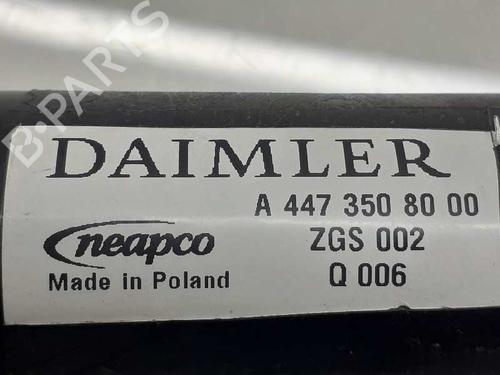 B-PARTS
DAIMLER
A 447 350 80 00
neapco
ZGS 002
Made in Poland
Q 006